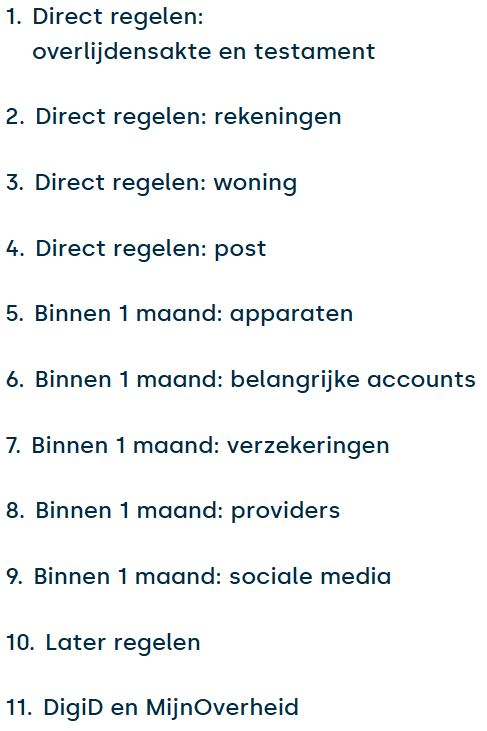 1. Direct regelen:
overlijdensakte en testament
2. Direct regelen: rekeningen
3. Direct regelen: woning
4. Direct regelen: post
5. Binnen 1 maand: apparaten
6. Binnen 1 maand: belangrijke accounts
7. Binnen 1 maand: verzekeringen
8. Binnen 1 maand: providers
9. Binnen 1 maand: sociale media
10. Later regelen
11. DigiD en MijnOverheid